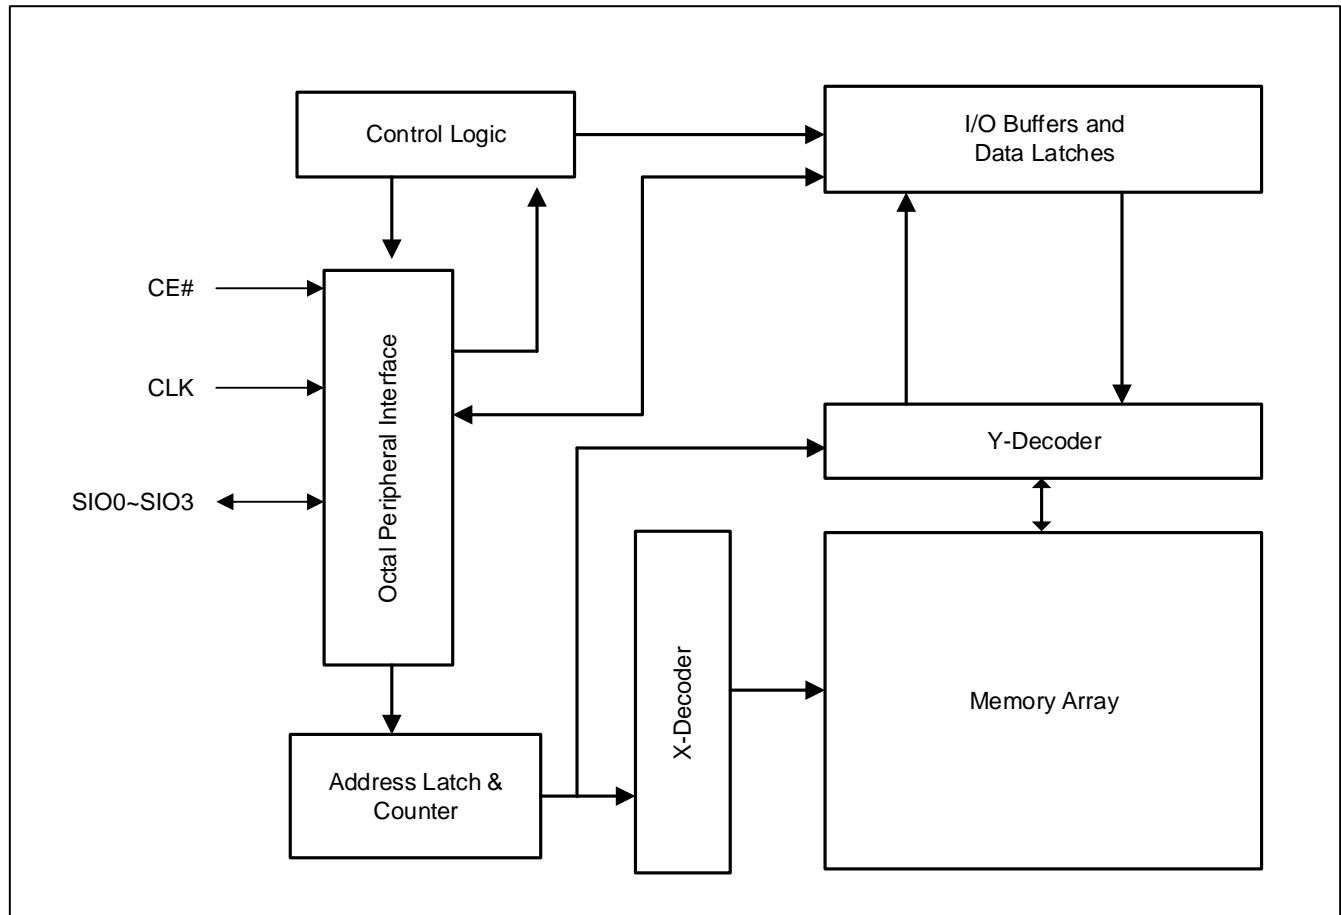 Control Logic
I/O Buffers and
Data Latches
CE#
CLK
SIO0~SIO3
Octal Peripheral Interface
Y-Decoder
X-Decoder
Memory Array
Address Latch &
Counter